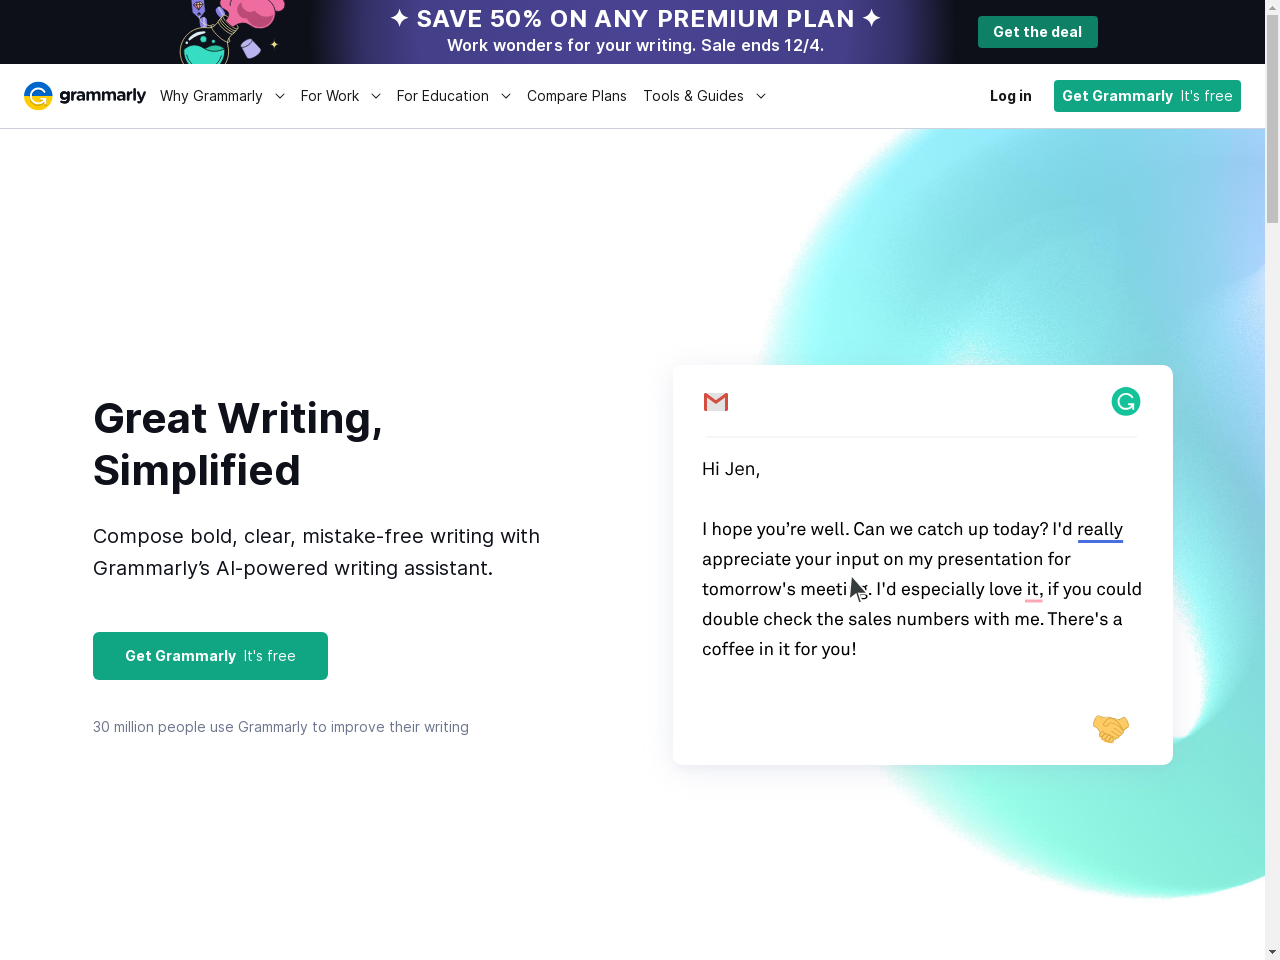 ✦ SAVE 50% ON ANY PREMIUM PLAN ✦
Work wonders for your writing. Sale ends 12/4.
Get the deal
grammarly
Why Grammarly
For Work
For Education
Compare Plans
Tools & Guides
Log in
Get Grammarly It's free
Great Writing,
Simplified
Compose bold, clear, mistake-free writing with
Grammarly’s AI-powered writing assistant.
Get Grammarly It's free
30 million people use Grammarly to improve their writing
Hi Jen,
I hope you’re well. Can we catch up today? I'd really
appreciate your input on my presentation for
tomorrow's meeting. I'd especially love it, if you could
double check the sales numbers with me. There's a
coffee in it for you!